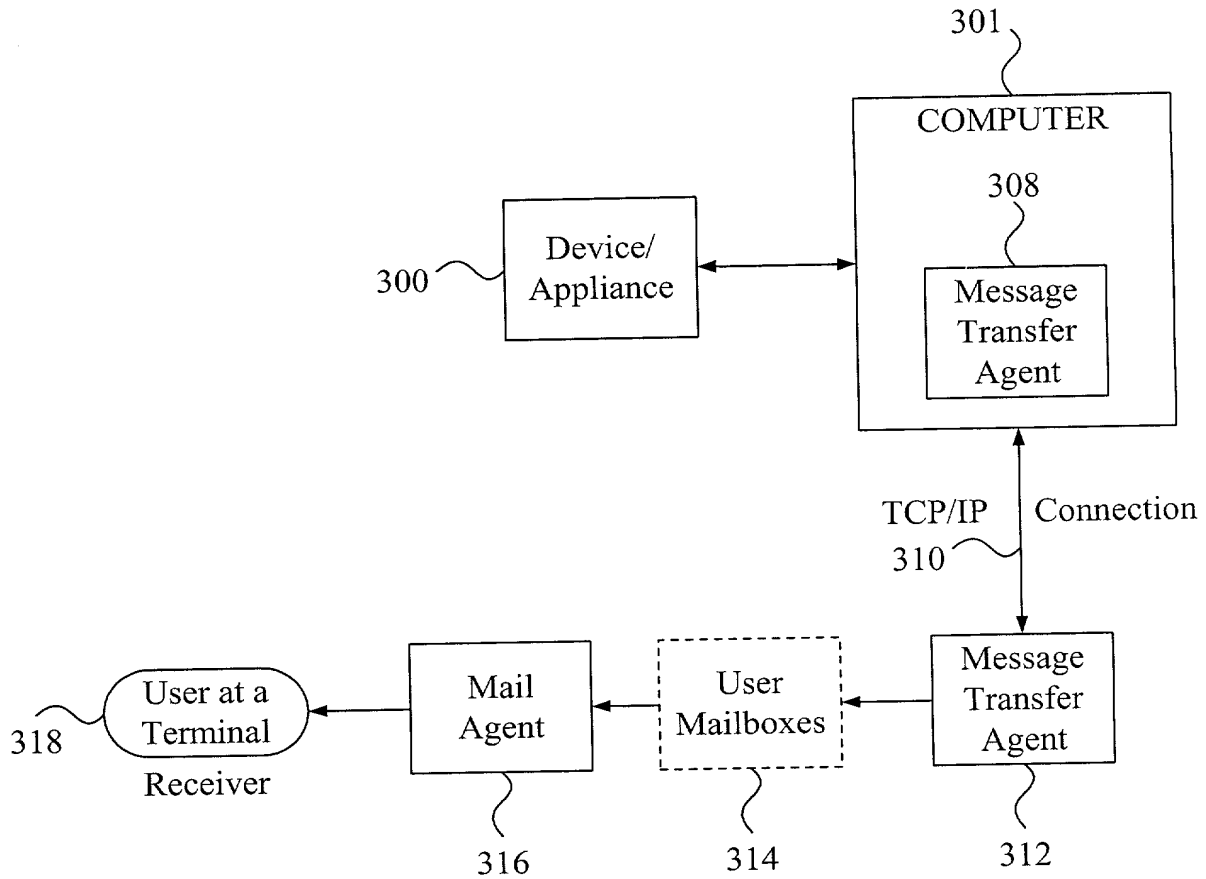 301
COMPUTER
308
Message
Transfer
Agent
Device/
Appliance
300
TCP/IP Connection
310
Message
Transfer
Agent
312
User
Mailboxes
314
Mail
Agent
316
User at a
Terminal
318
Receiver